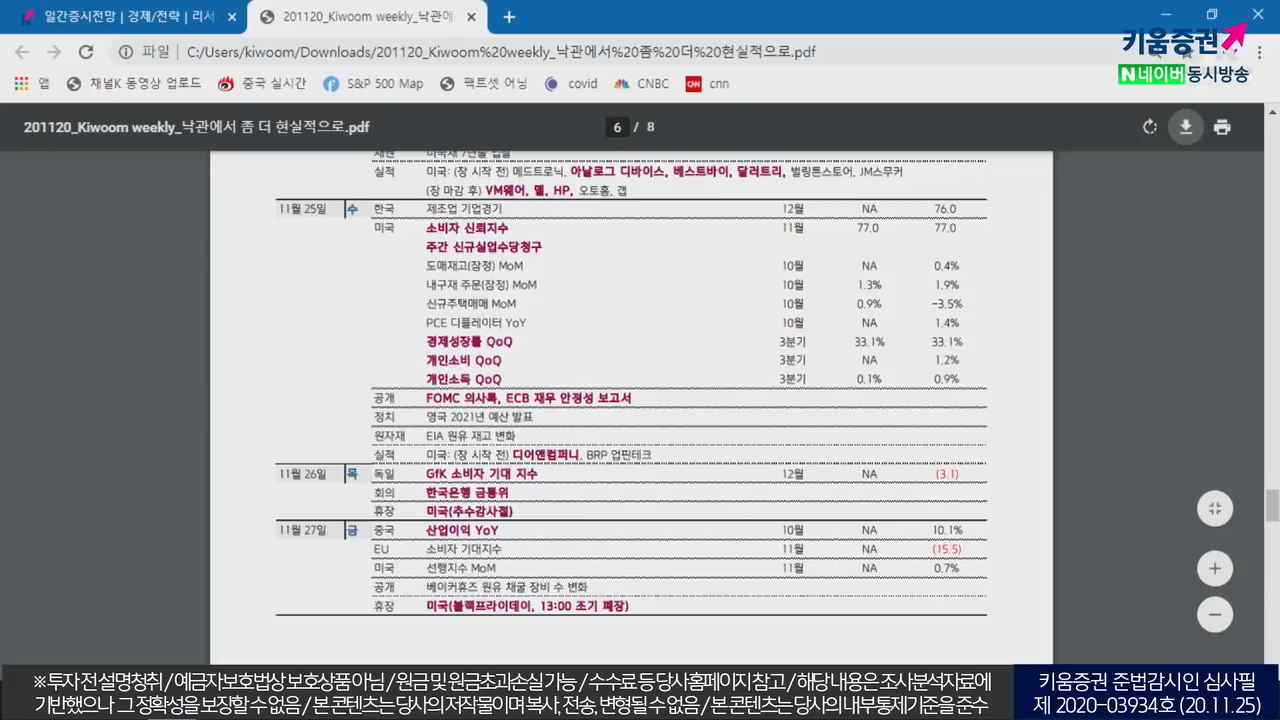 일간증시전망 | 경제/전략 | 리서
201120_Kiwoom weekly_낙관에
파일 C:/Users/kiwoom/Downloads/201120_Kiwoom%20weekly_낙관에서%20좀%20더%20현실적으로.pdf
키움증권
N네이버 동시방송
앱 채널K 동영상 업로드 중국 실시간 S&P 500 Map 팩트셋 어닝 covid CNBC CNN cnn
201120_Kiwoom weekly_낙관에서 좀 더 현실적으로.pdf 6 / 8
채권 미국채 7년물 입찰
실적 미국: (장 시작 전) 메드트로닉, 아날로그 디바이스, 베스트바이, 달러트리, 벌링톤스토어, JM스무커
(장 마감 후) VM웨어, 델, HP, 오토홈, 갭
11월 25일 수 한국 제조업 기업경기 12월 NA 76.0
미국 소비자 신뢰지수 11월 77.0 77.0
주간 신규실업수당청구
도매재고(잠정) MoM 10월 NA 0.4%
내구재 주문(잠정) MoM 10월 1.3% 1.9%
신규주택매매 MoM 10월 0.9% -3.5%
PCE 디플레이터 YoY 10월 NA 1.4%
경제성장률 QoQ 3분기 33.1% 33.1%
개인소비 QoQ 3분기 NA 1.2%
개인소득 QoQ 3분기 0.1% 0.9%
공개 FOMC 의사록, ECB 재무 안정성 보고서
정치 영국 2021년 예산 발표
원자재 EIA 원유 재고 변화
실적 미국: (장 시작 전) 디어앤컴퍼니, BRP 업핀테크
11월 26일 목 독일 GfK 소비자 기대 지수 12월 NA (3.1)
회의 한국은행 금통위
휴장 미국(추수감사절)
11월 27일 금 중국 산업이익 YoY 10월 NA 10.1%
EU 소비자 기대지수 11월 NA (15.5)
미국 선행지수 MoM 11월 NA 0.7%
공개 베이커휴즈 원유 채굴 장비 수 변화
휴장 미국(블랙프라이데이, 13:00 조기 폐장)
※ 투자 전 설명청취 / 예금자보호법상 보호상품 아님 / 원금 및 원금초과손실 가능 / 수수료 등 당사홈페이지 참고 / 해당 내용은 조사분석자료에
기반했으나 그 정확성을 보장할 수 없음 / 본 콘텐츠는 당사의 저작물이며 복사, 전송, 변형될 수 없음 / 본 콘텐츠는 당사의 내부통제기준을 준수
키움증권 준법감시인 심사필
제 2020-03934호 (20.11.25)